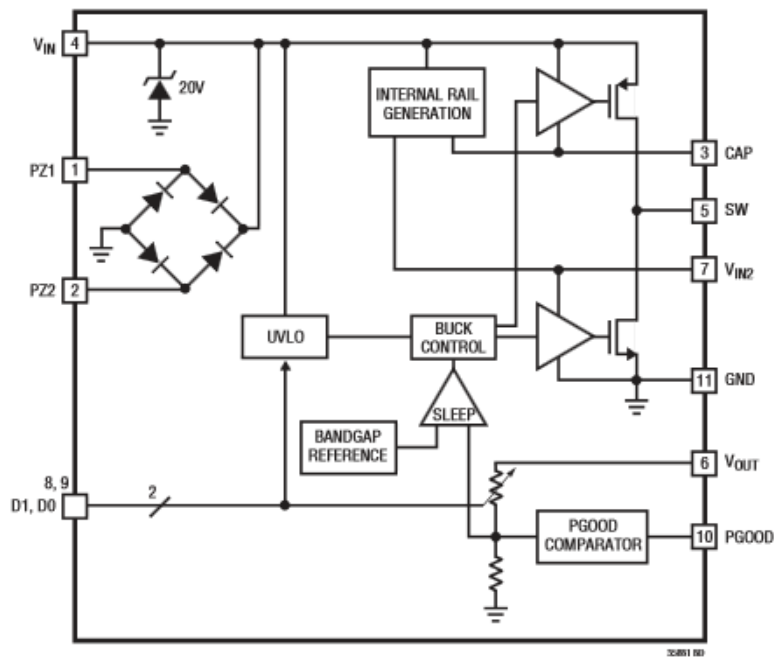 VIN 4
20V
INTERNAL RAIL
GENERATION
PZ1 1
3 CAP
5 SW
7 VIN2
PZ2 2
UVLO
BUCK
CONTROL
11 GND
SLEEP
BANDGAP
REFERENCE
6 VOUT
8, 9
D1, D0
2
PGOOD
COMPARATOR
10 PGOOD